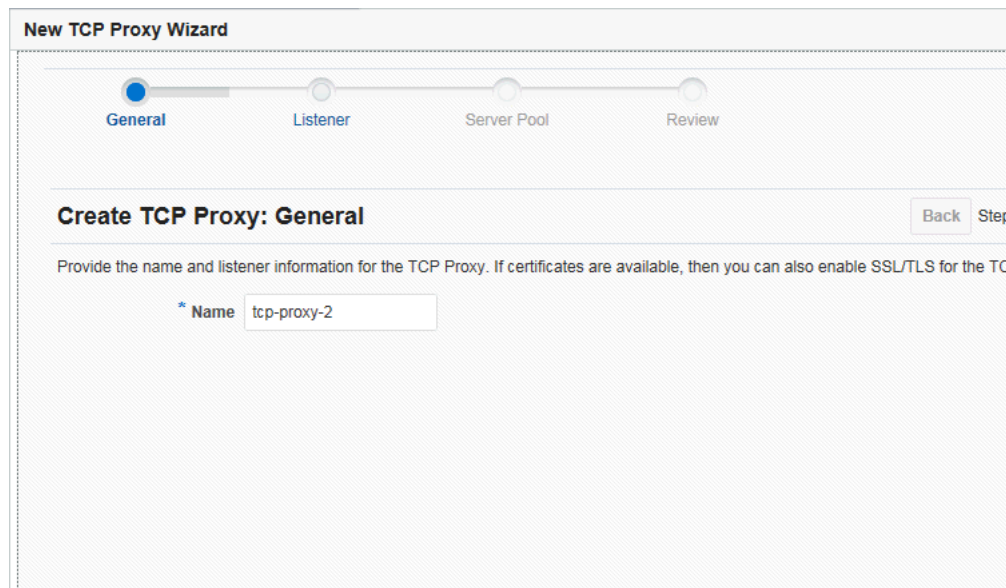 New TCP Proxy Wizard
General Listener Server Pool Review
Create TCP Proxy: General
Back Step
Provide the name and listener information for the TCP Proxy. If certificates are available, then you can also enable SSL/TLS for the TC
* Name tcp-proxy-2